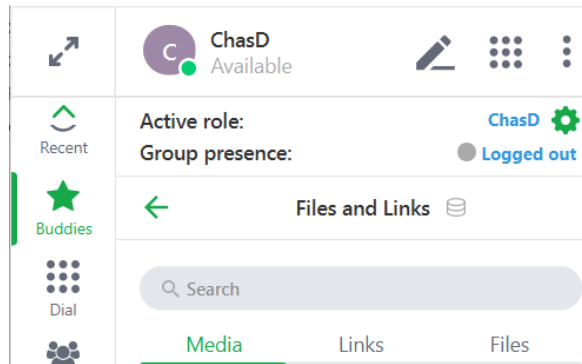 C
ChasD
Available
Active role: ChasD
Group presence: Logged out
Recent
Buddies
Dial
Files and Links
Search
Media Links Files